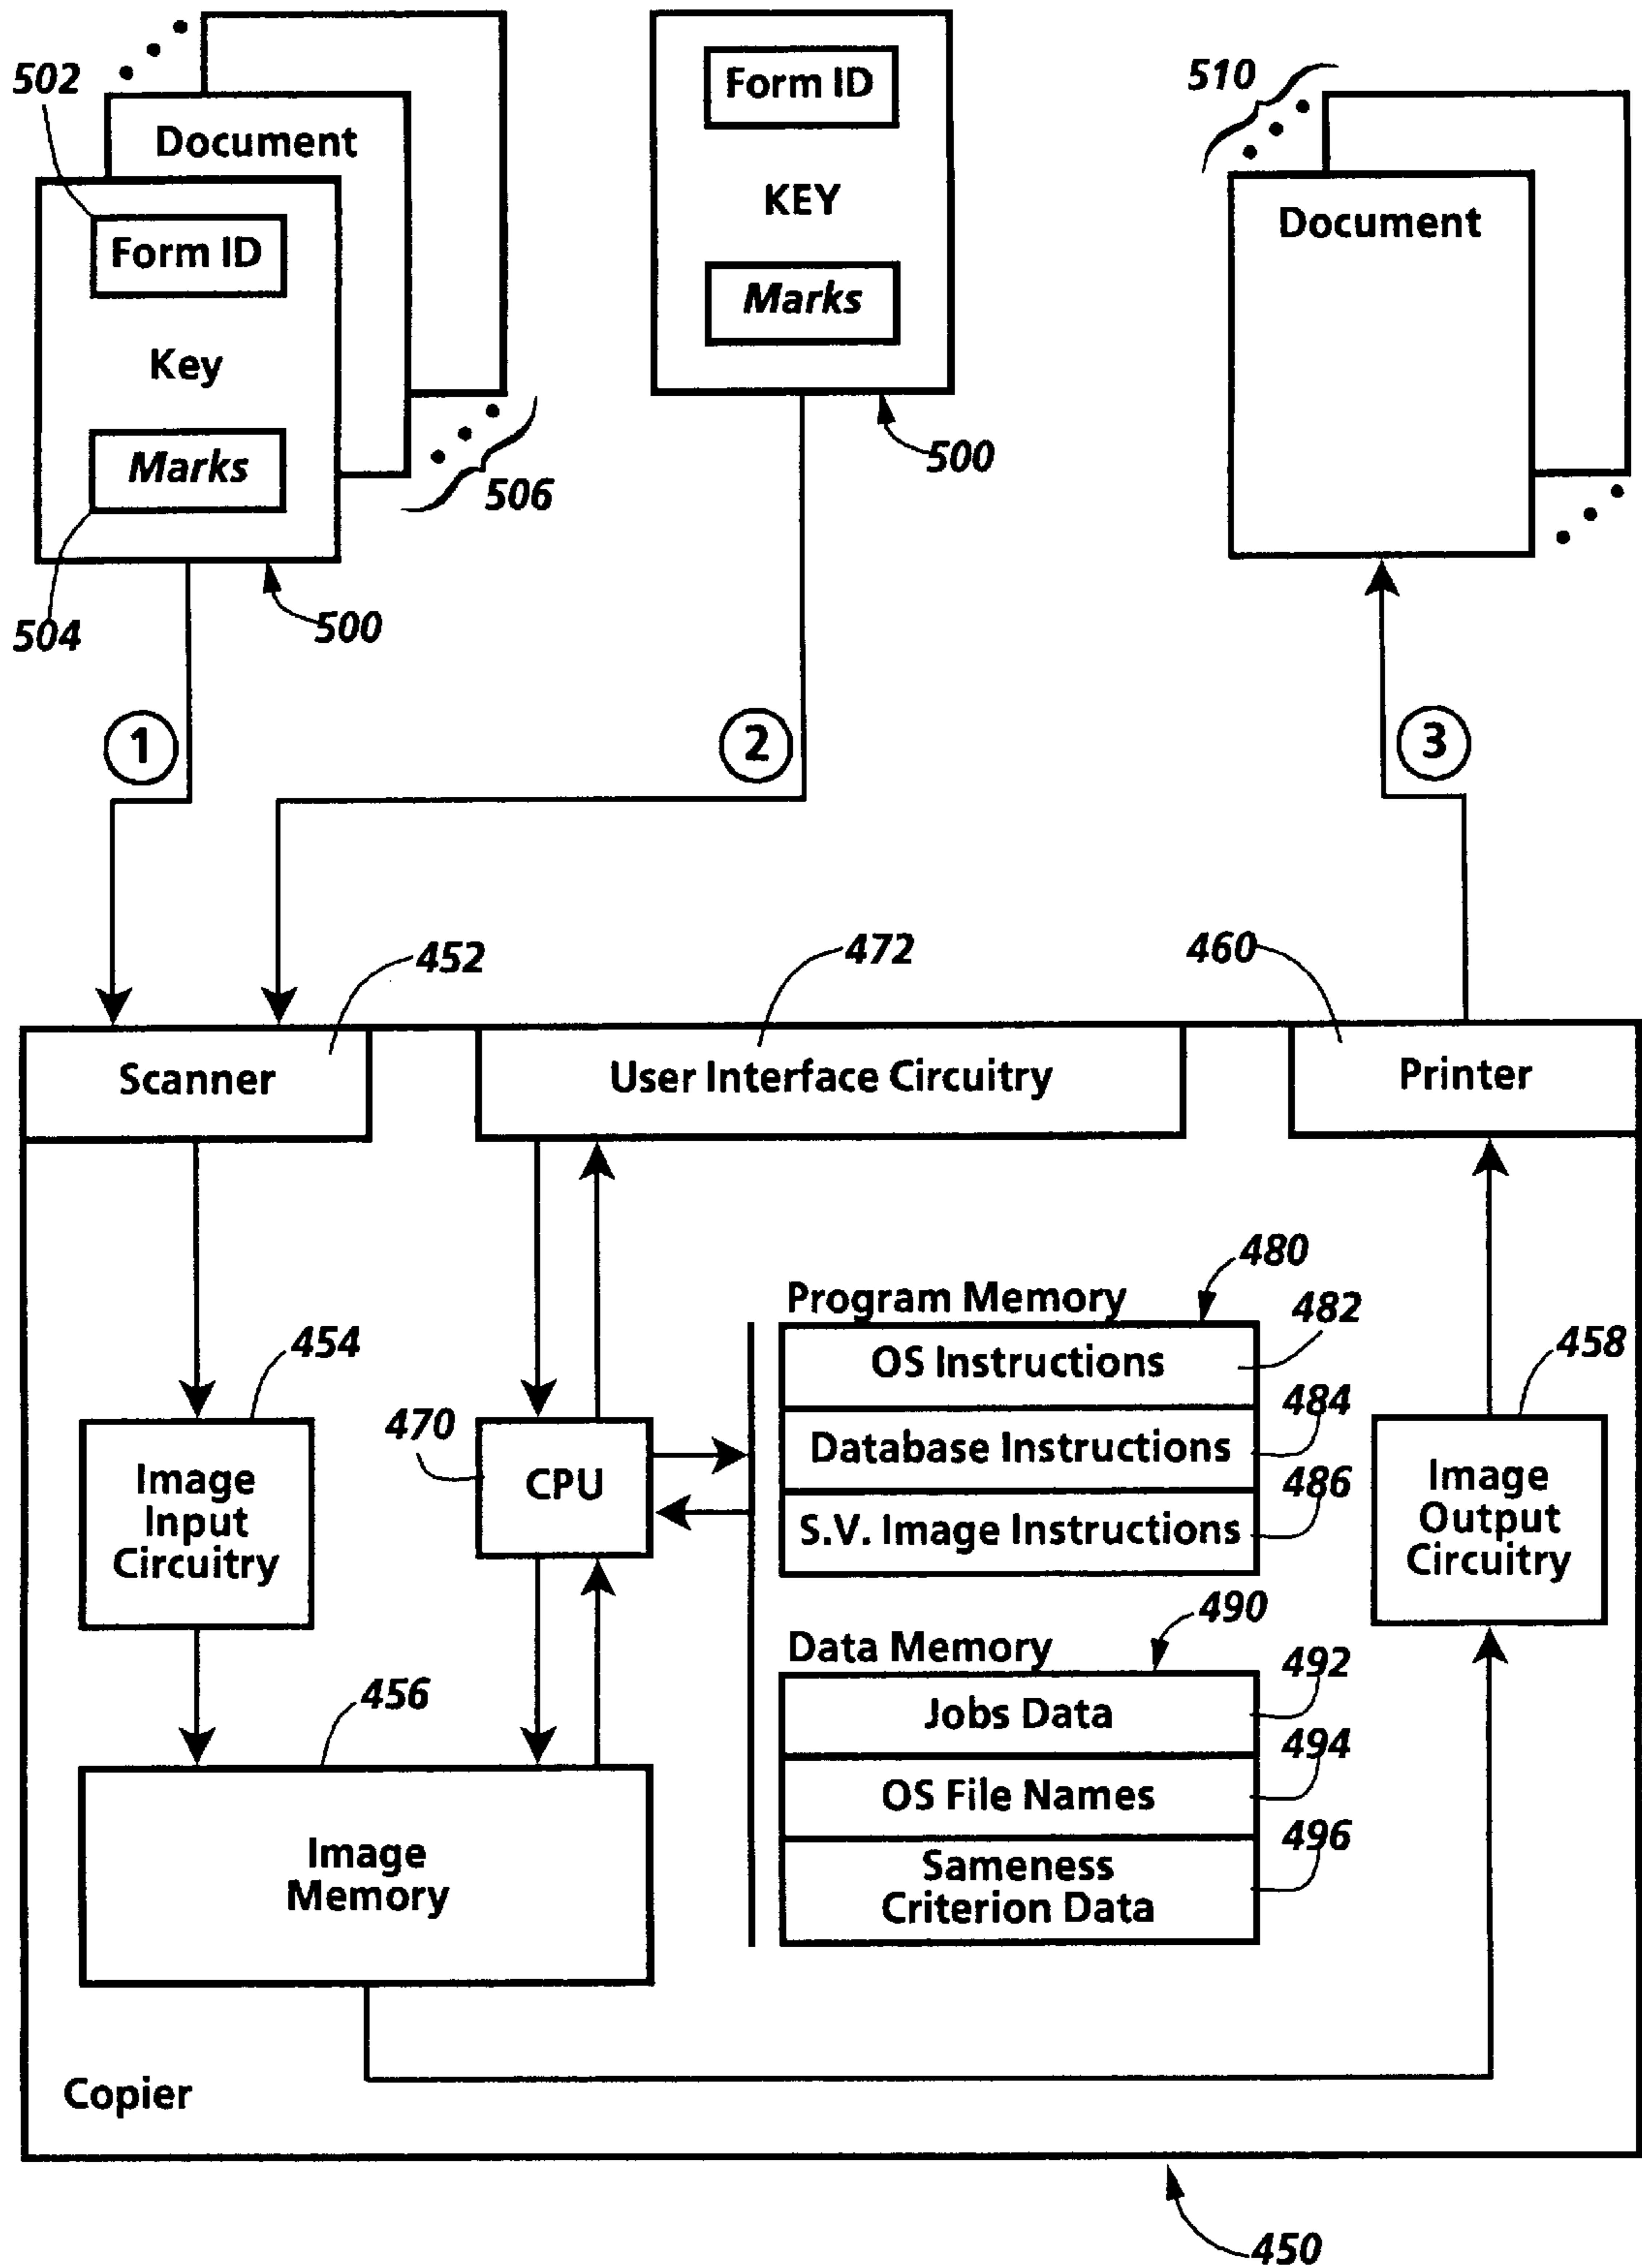 502
Document
Form ID
Key
Marks
504
500
506
Form ID
KEY
Marks
500
510
Document
1
2
3
452
472
460
Scanner
User Interface Circuitry
Printer
480
Program Memory
482
OS Instructions
484
Database Instructions
486
S.V. Image Instructions
454
Image
Input
Circuitry
470
CPU
458
Image
Output
Circuitry
490
Data Memory
492
Jobs Data
494
OS File Names
496
Sameness
Criterion Data
456
Image
Memory
Copier
450